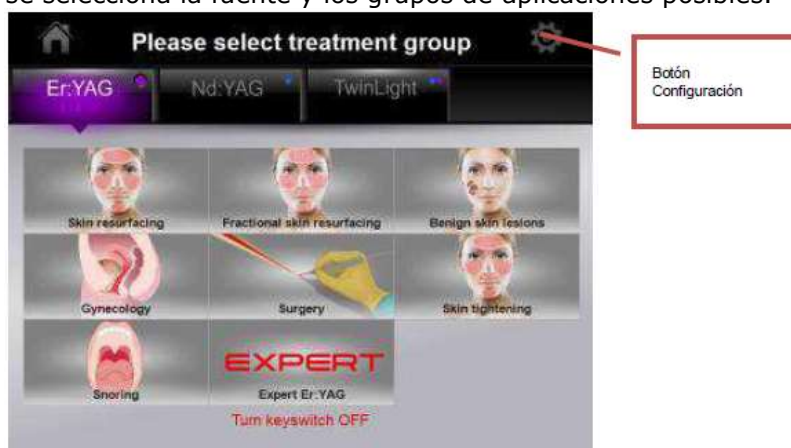 se selecciona la fuente y los grupos de aplicaciones posibles.
Please select treatment group
Botón
Configuración
Er:YAG
Nd:YAG
TwinLight
Skin resurfacing
Fractional skin resurfacing
Benign skin lesions
Gynecology
Surgery
Skin tightening
Snoring
EXPERT
Expert Er:YAG
Turn keyswitch OFF